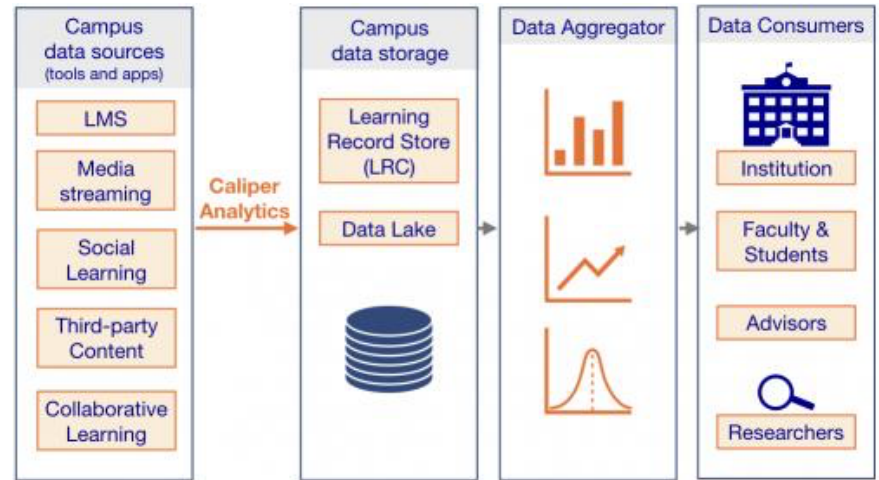 Campus
data sources
(tools and apps)
LMS
Media
streaming
Social
Learning
Third-party
Content
Collaborative
Learning
Caliper
Analytics
Campus
data storage
Learning
Record Store
(LRC)
Data Lake
Data Aggregator
Data Consumers
Institution
Faculty &
Students
Advisors
Researchers